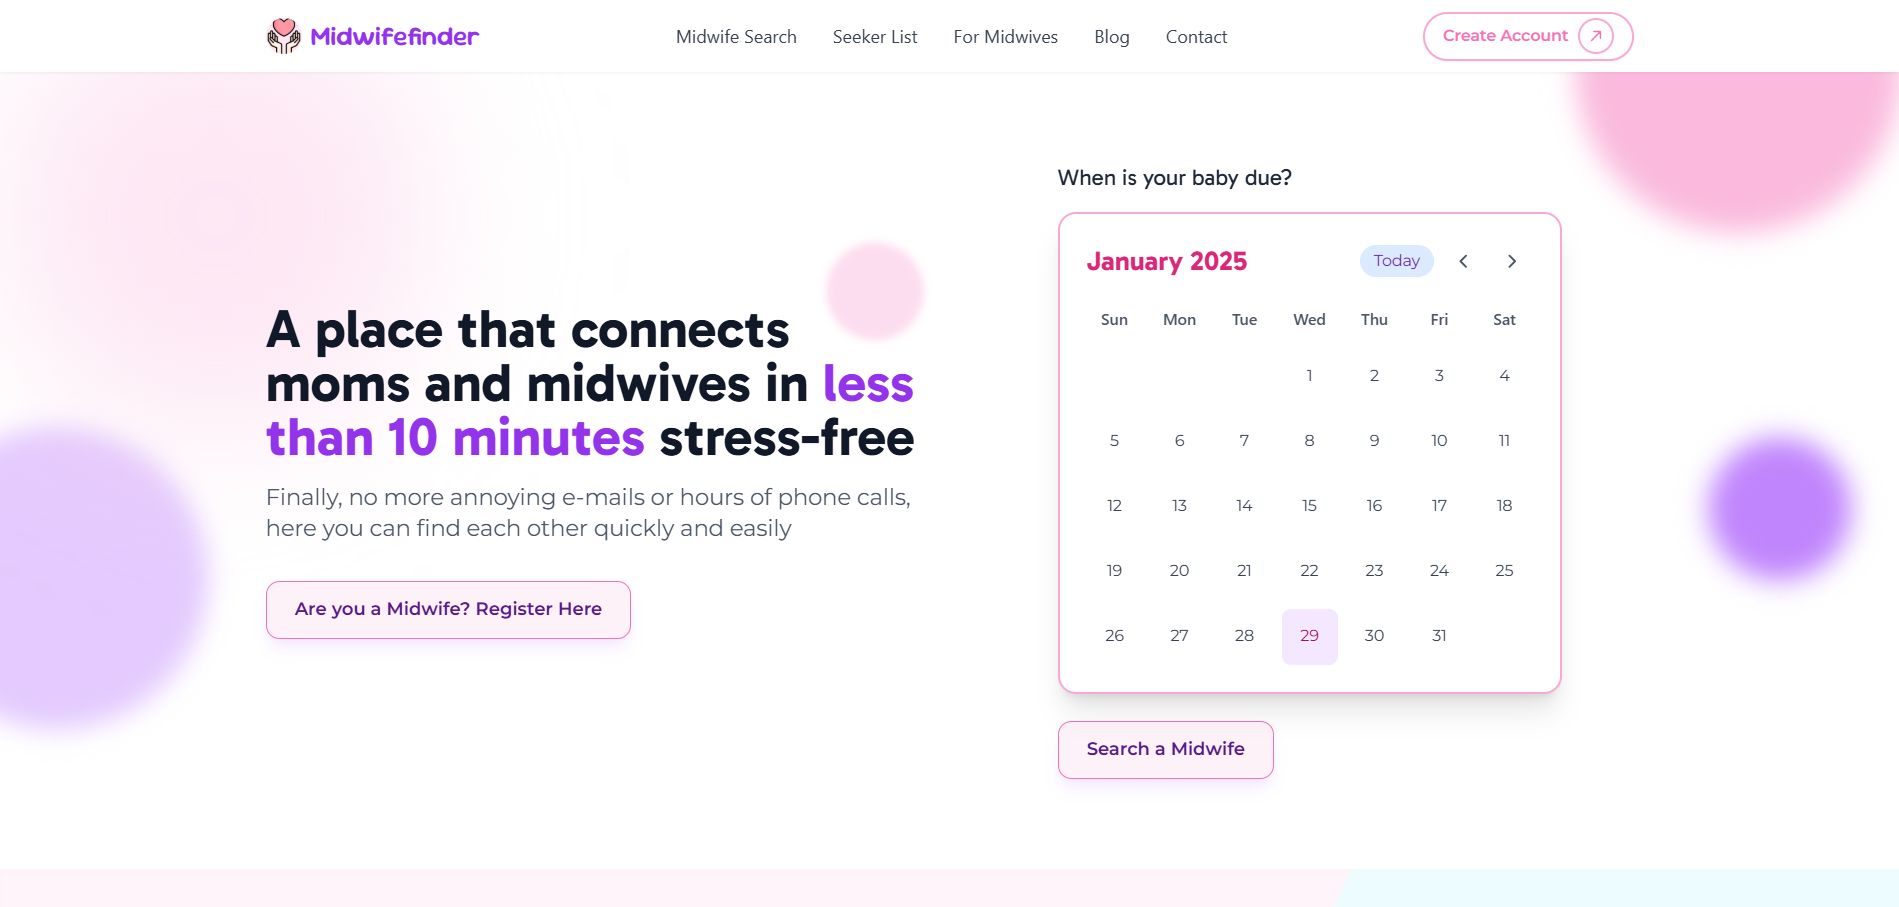 Midwifefinder
Midwife Search Seeker List For Midwives Blog Contact
Create Account
A place that connects
moms and midwives in less
than 10 minutes stress-free
Finally, no more annoying e-mails or hours of phone calls,
here you can find each other quickly and easily
Are you a Midwife? Register Here
When is your baby due?
January 2025 Today
Sun Mon Tue Wed Thu Fri Sat
1 2 3 4
5 6 7 8 9 10 11
12 13 14 15 16 17 18
19 20 21 22 23 24 25
26 27 28 29 30 31
Search a Midwife